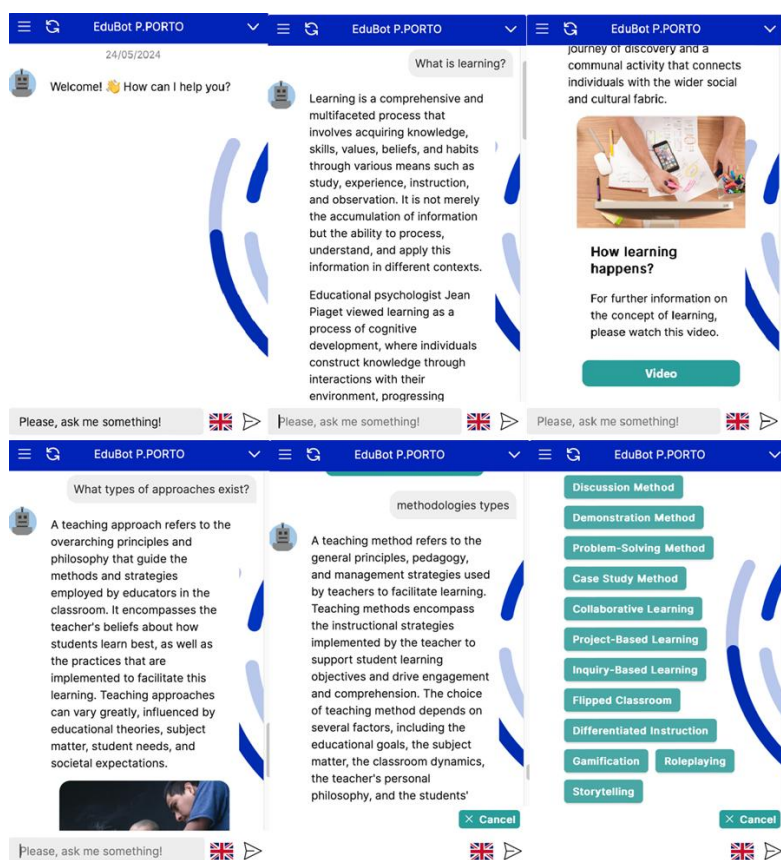 EduBot P.PORTO
24/05/2024
Welcome! 👋 How can I help you?
Please, ask me something!
EduBot P.PORTO
What is learning?
Learning is a comprehensive and
multifaceted process that
involves acquiring knowledge,
skills, values, beliefs, and habits
through various means such as
study, experience, instruction,
and observation. It is not merely
the accumulation of information
but the ability to process,
understand, and apply this
information in different contexts.
Educational psychologist Jean
Piaget viewed learning as a
process of cognitive
development, where individuals
construct knowledge through
interactions with their
environment, progressing
Please, ask me something!
EduBot P.PORTO
journey of discovery and a
communal activity that connects
individuals with the wider social
and cultural fabric.
How learning
happens?
For further information on
the concept of learning,
please watch this video.
Video
Please, ask me something!
EduBot P.PORTO
What types of approaches exist?
A teaching approach refers to the
overarching principles and
philosophy that guide the
methods and strategies
employed by educators in the
classroom. It encompasses the
teacher's beliefs about how
students learn best, as well as
the practices that are
implemented to facilitate this
learning. Teaching approaches
can vary greatly, influenced by
educational theories, subject
matter, student needs, and
societal expectations.
Please, ask me something!
EduBot P.PORTO
methodologies types
A teaching method refers to the
general principles, pedagogy,
and management strategies used
by teachers to facilitate learning.
Teaching methods encompass
the instructional strategies
implemented by the teacher to
support student learning
objectives and drive engagement
and comprehension. The choice
of teaching method depends on
several factors, including the
educational goals, the subject
matter, the classroom dynamics,
the teacher's personal
philosophy, and the students'
× Cancel
EduBot P.PORTO
Discussion Method
Demonstration Method
Problem-Solving Method
Case Study Method
Collaborative Learning
Project-Based Learning
Inquiry-Based Learning
Flipped Classroom
Differentiated Instruction
Gamification Roleplaying
Storytelling
× Cancel